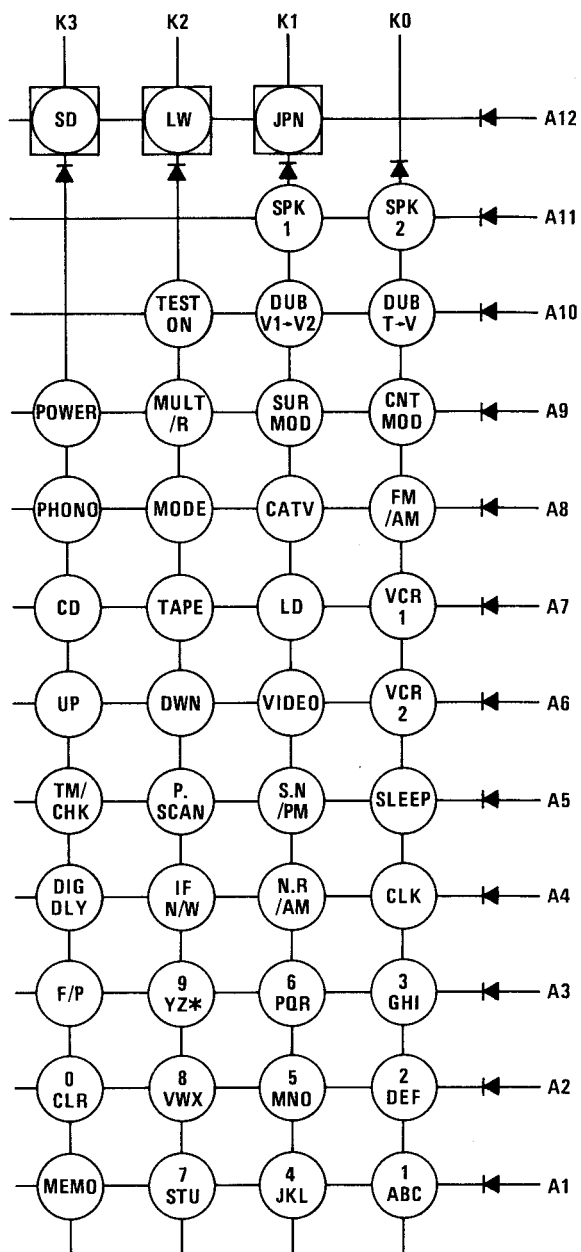 K3 K2 K1 K0
SD LW JPN A12
SPK 1 SPK 2 A11
TEST ON DUB V1→V2 DUB T→V A10
POWER MULT /R SUR MOD CNT MOD A9
PHONO MODE CATV FM /AM A8
CD TAPE LD VCR 1 A7
UP DWN VIDEO VCR 2 A6
TM/ CHK P. SCAN S.N /PM SLEEP A5
DIG DLY IF N/W N.R /AM CLK A4
F/P 9 YZ* 6 PQR 3 GHI A3
0 CLR 8 VWX 5 MNO 2 DEF A2
MEMO 7 STU 4 JKL 1 ABC A1